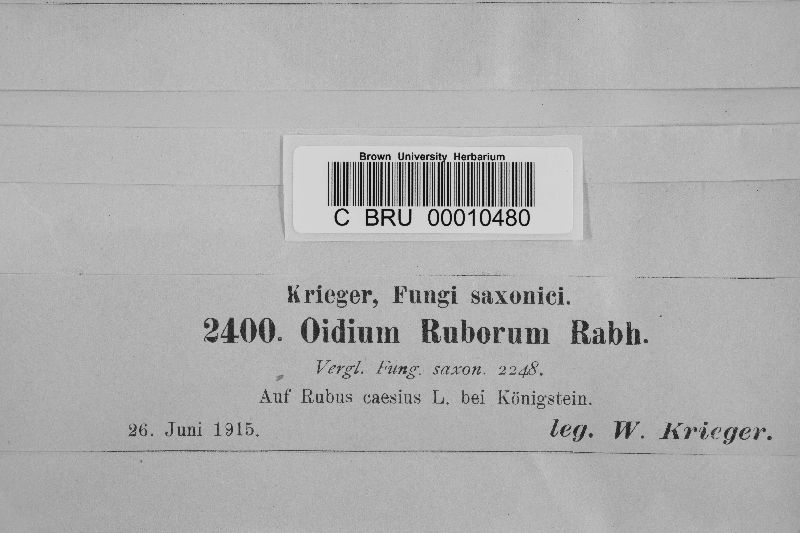 Brown University Herbarium
C BRU 00010480
Krieger, Fungi saxonici.
2400. Oidium Ruborum Rabh.
Vergl. Fung. saxon. 2248.
Auf Rubus caesius L. bei Königstein.
26. Juni 1915.
leg. W. Krieger.